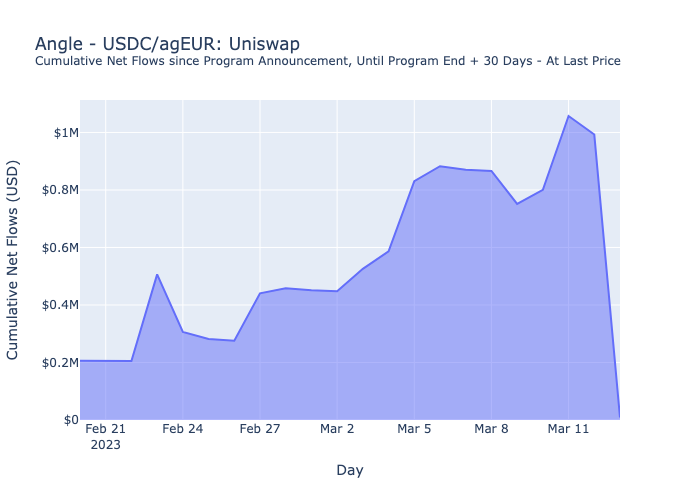 Angle - USDC/agEUR: Uniswap
Cumulative Net Flows since Program Announcement, Until Program End + 30 Days - At Last Price
Cumulative Net Flows (USD)
$1M
$0.8M
$0.6M
$0.4M
$0.2M
$0
Feb 21
2023
Feb 24
Feb 27
Mar 2
Mar 5
Mar 8
Mar 11
Day